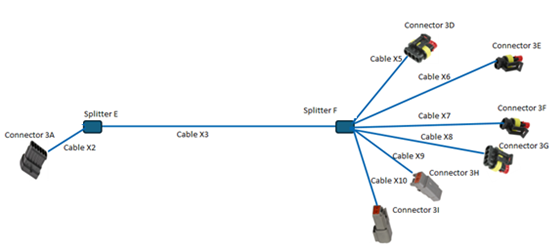 Connector 3D
Connector 3E
Cable X5
Cable X6
Splitter E
Splitter F
Connector 3F
Cable X7
Connector 3A
Cable X3
Cable X8
Connector 3G
Cable X2
Cable X9
Connector 3H
Cable X10
Connector 3I